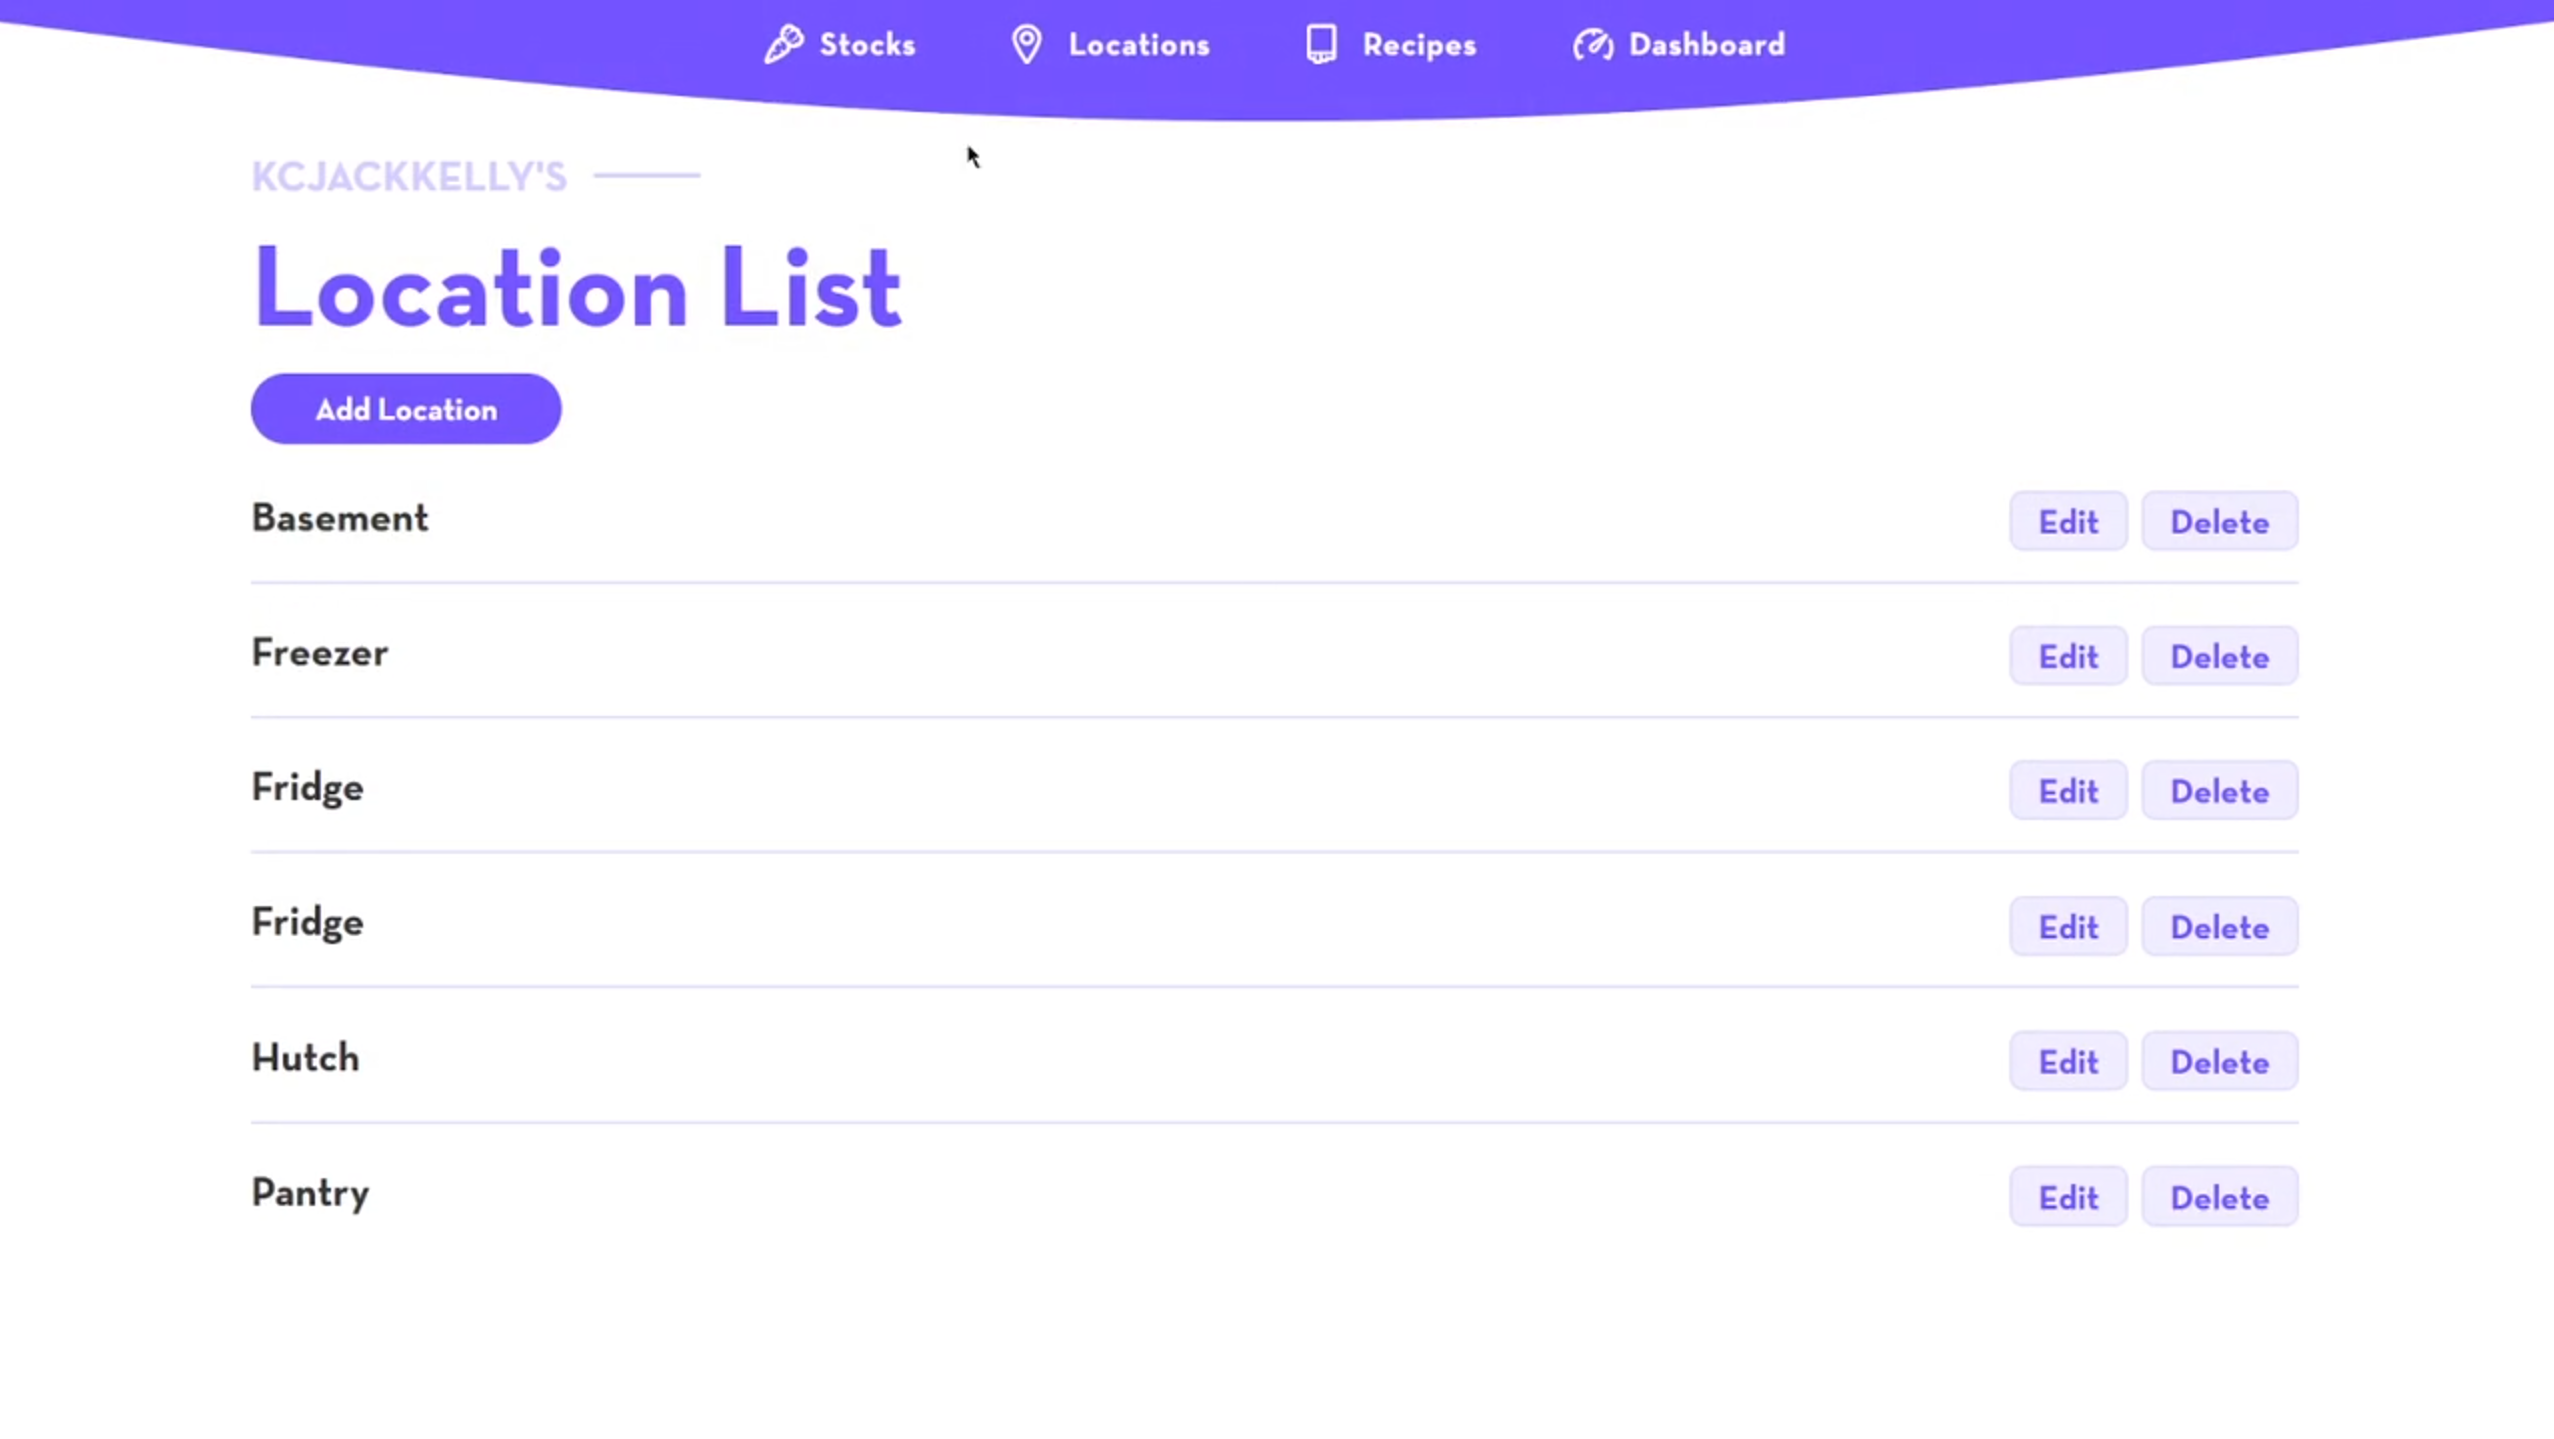 Stocks Locations Recipes Dashboard
KCJACKKELLY'S
Location List
Add Location
Basement Edit Delete
Freezer Edit Delete
Fridge Edit Delete
Fridge Edit Delete
Hutch Edit Delete
Pantry Edit Delete